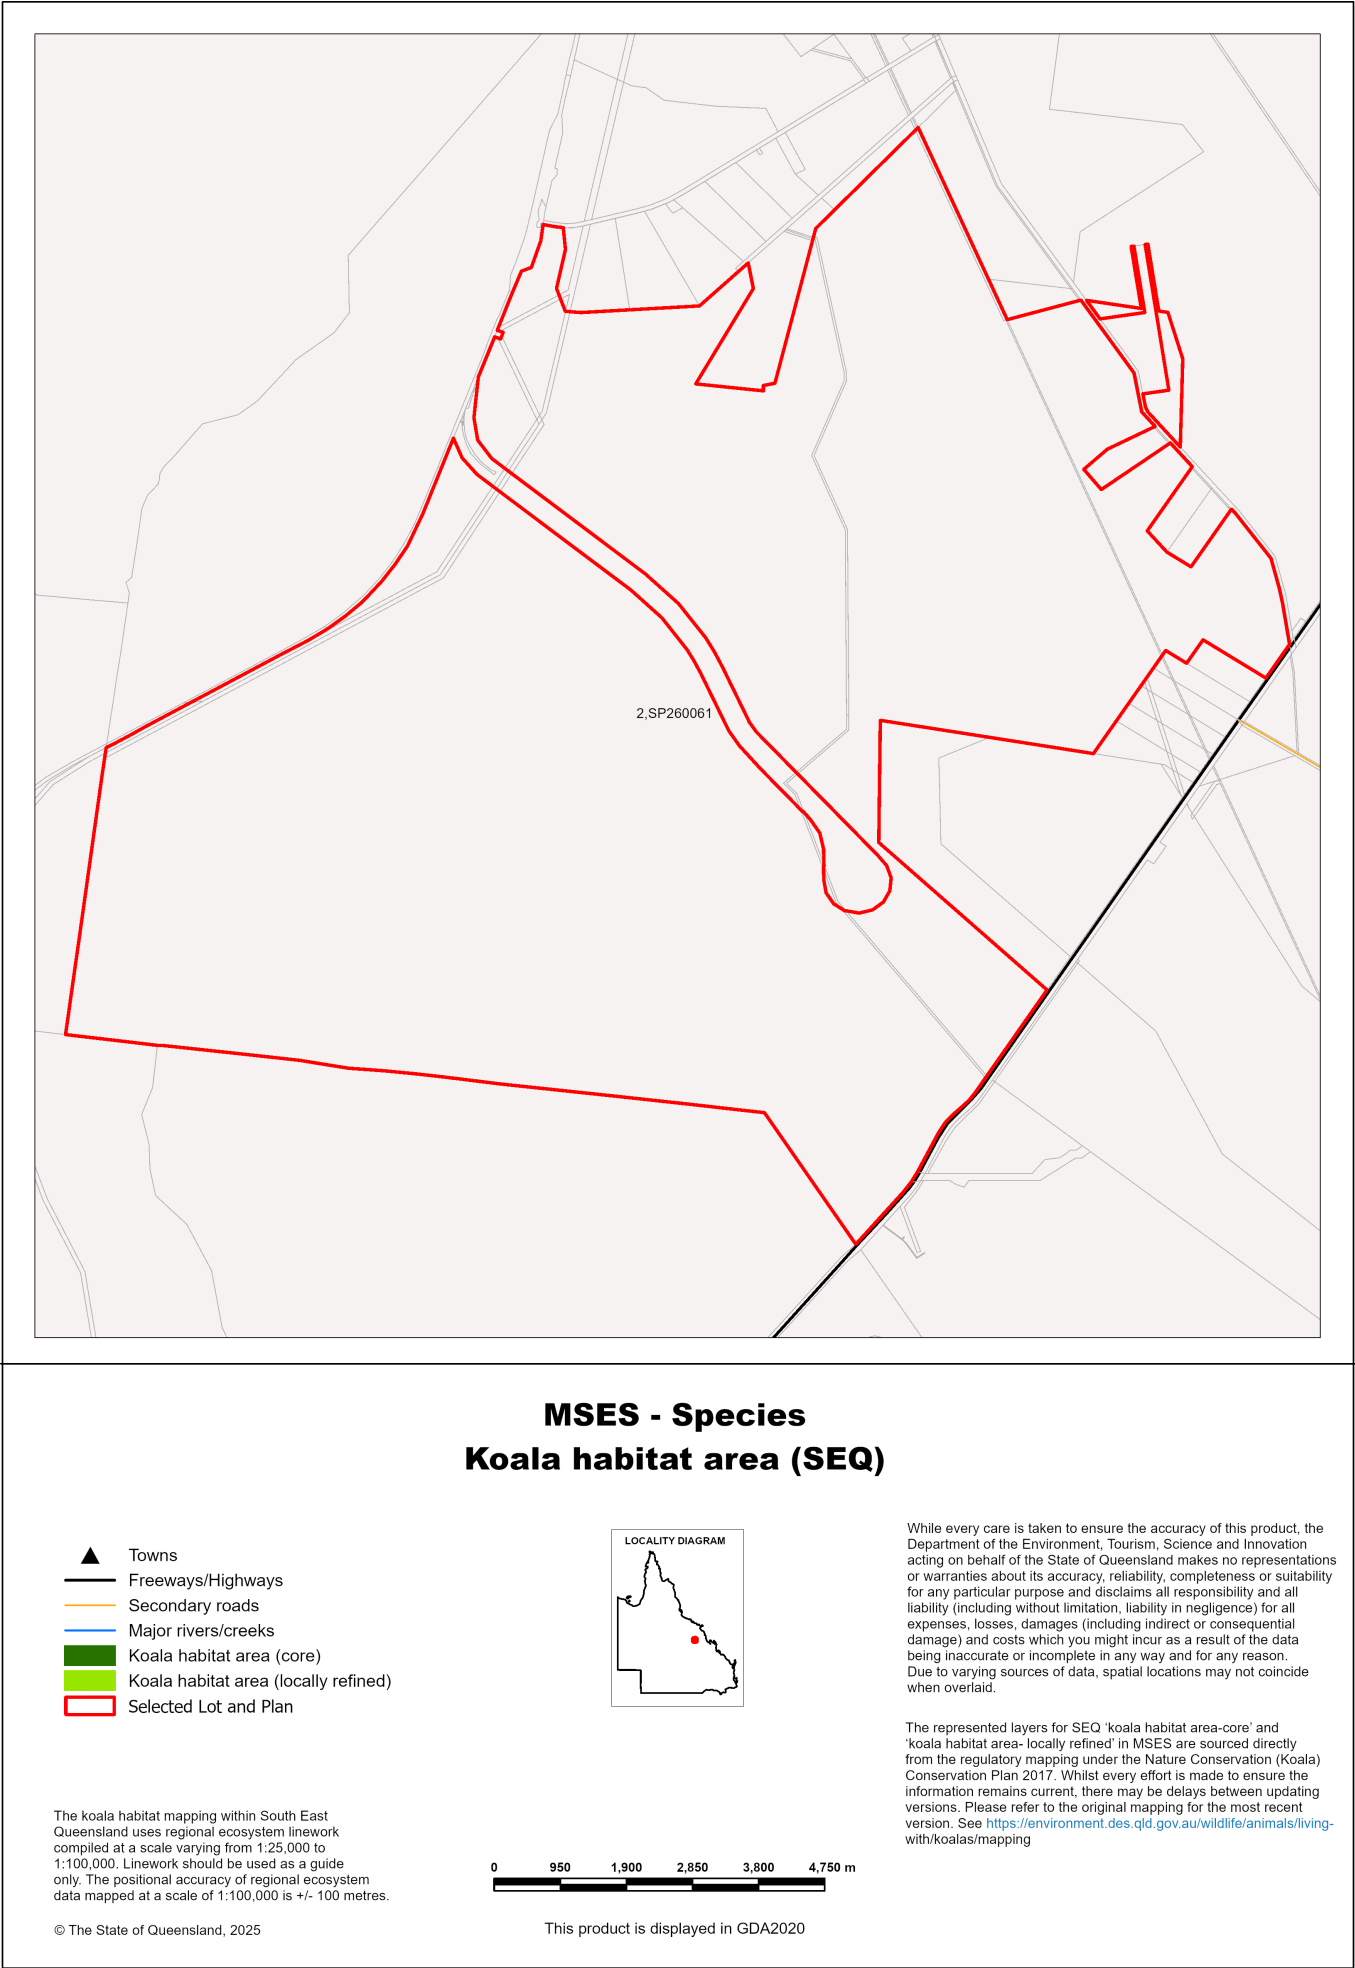 2,SP260061
MSES - Species
Koala habitat area (SEQ)
Towns
Freeways/Highways
Secondary roads
Major rivers/creeks
Koala habitat area (core)
Koala habitat area (locally refined)
Selected Lot and Plan
The koala habitat mapping within South East
Queensland uses regional ecosystem linework
compiled at a scale varying from 1:25,000 to
1:100,000. Linework should be used as a guide
only. The positional accuracy of regional ecosystem
data mapped at a scale of 1:100,000 is +/- 100 metres.
© The State of Queensland, 2025
LOCALITY DIAGRAM
0 950 1,900 2,850 3,800 4,750 m
This product is displayed in GDA2020
While every care is taken to ensure the accuracy of this product, the
Department of the Environment, Tourism, Science and Innovation
acting on behalf of the State of Queensland makes no representations
or warranties about its accuracy, reliability, completeness or suitability
for any particular purpose and disclaims all responsibility and all
liability (including without limitation, liability in negligence) for all
expenses, losses, damages (including indirect or consequential
damage) and costs which you might incur as a result of the data
being inaccurate or incomplete in any way and for any reason.
Due to varying sources of data, spatial locations may not coincide
when overlaid.
The represented layers for SEQ ‘koala habitat area-core’ and
‘koala habitat area- locally refined’ in MSES are sourced directly
from the regulatory mapping under the Nature Conservation (Koala)
Conservation Plan 2017. Whilst every effort is made to ensure the
information remains current, there may be delays between updating
versions. Please refer to the original mapping for the most recent
version. See https://environment.des.qld.gov.au/wildlife/animals/living-
with/koalas/mapping